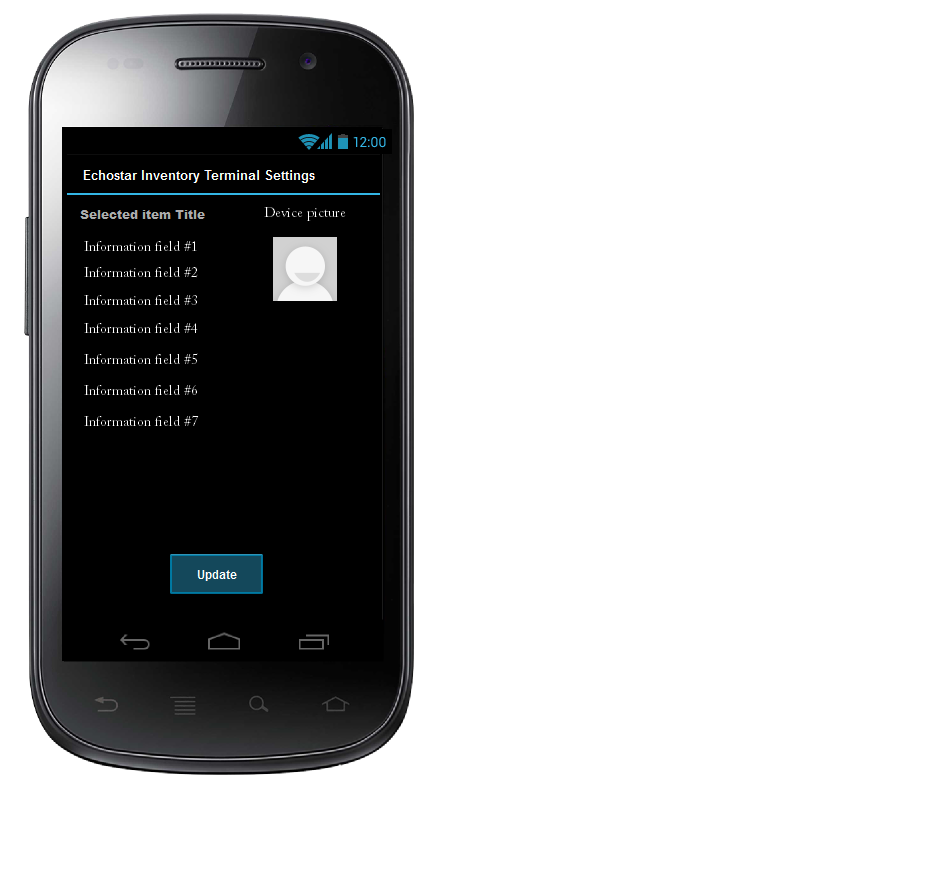 12:00
Echostar Inventory Terminal Settings
Selected item Title
Device picture
Information field #1
Information field #2
Information field #3
Information field #4
Information field #5
Information field #6
Information field #7
Update